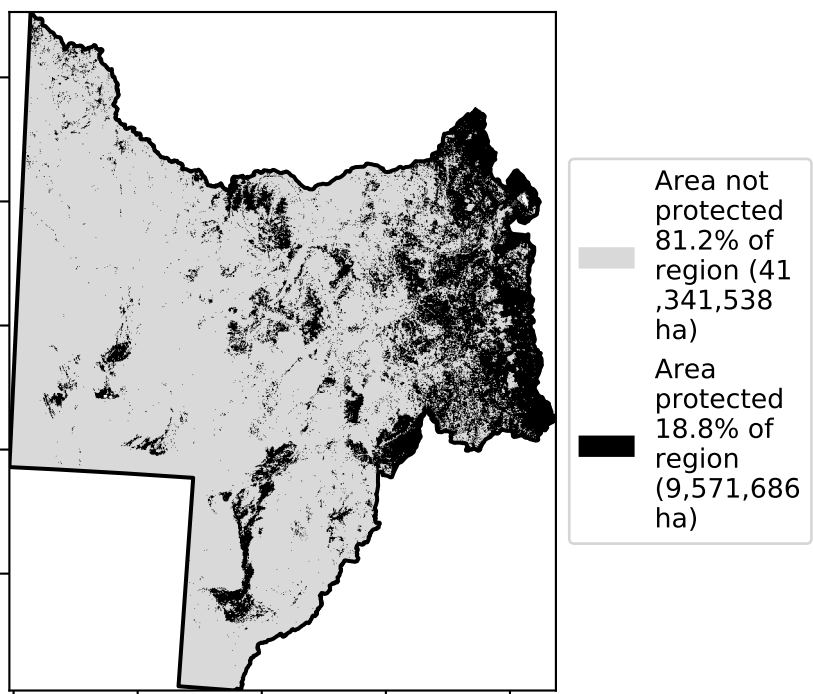 Area not
protected
81.2% of
region (41
,341,538
ha)
Area
protected
18.8% of
region
(9,571,686
ha)